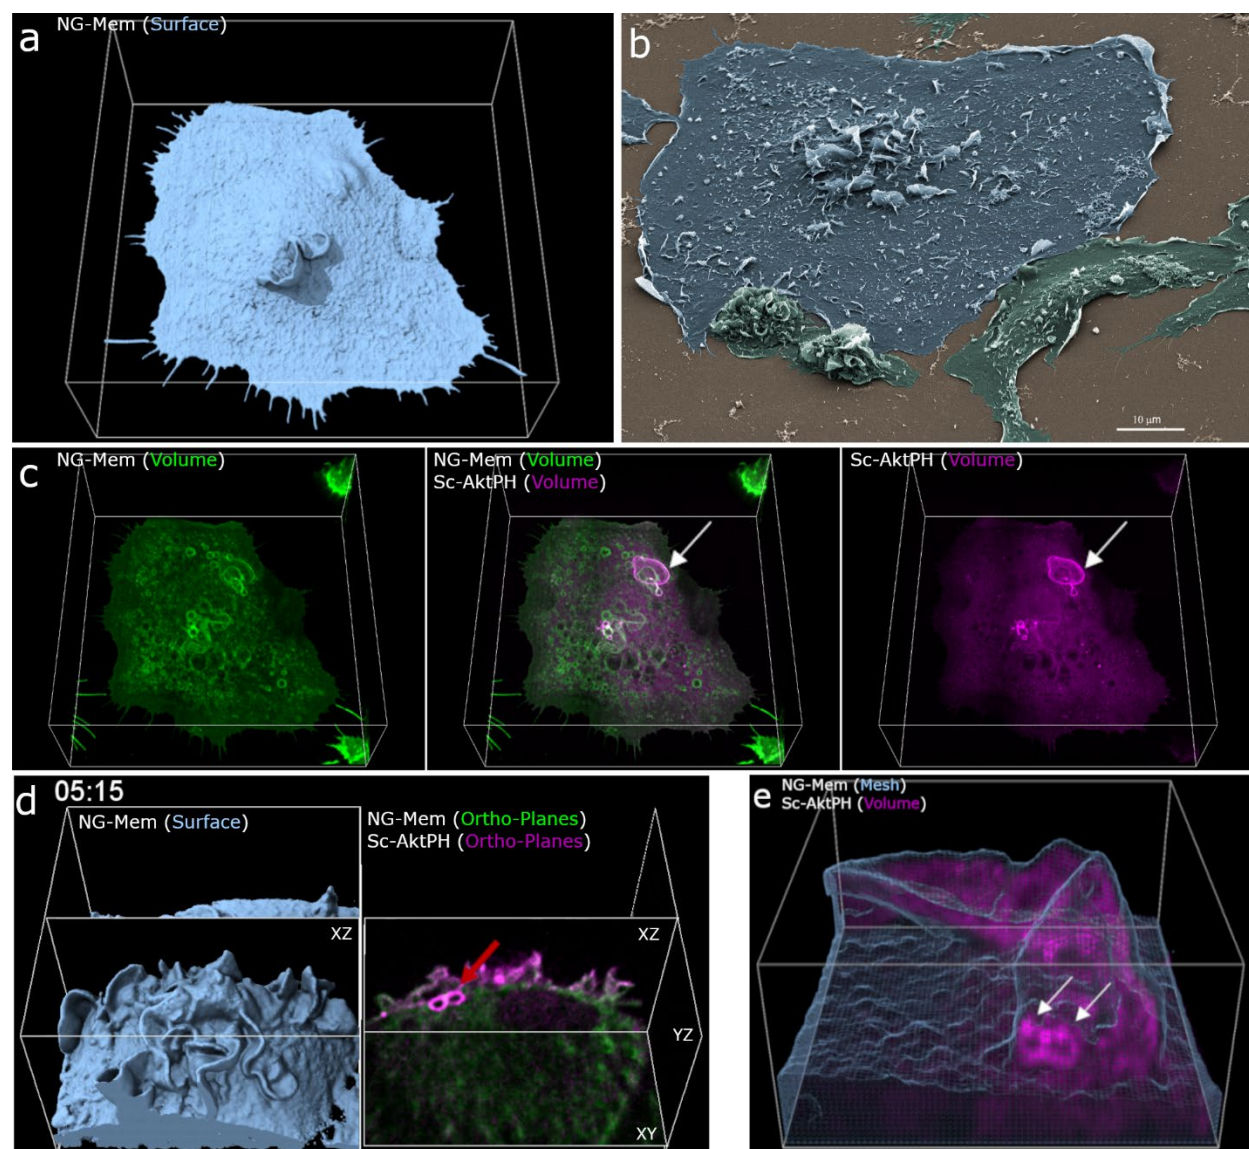 a
NG-Mem (Surface)
b
10 µm
c
NG-Mem (Volume)
NG-Mem (Volume)
Sc-AktPH (Volume)
Sc-AktPH (Volume)
d
05:15
NG-Mem (Surface)
XZ
NG-Mem (Ortho-Planes)
Sc-AktPH (Ortho-Planes)
XZ
YZ
XY
e
NG-Mem (Mesh)
Sc-AktPH (Volume)